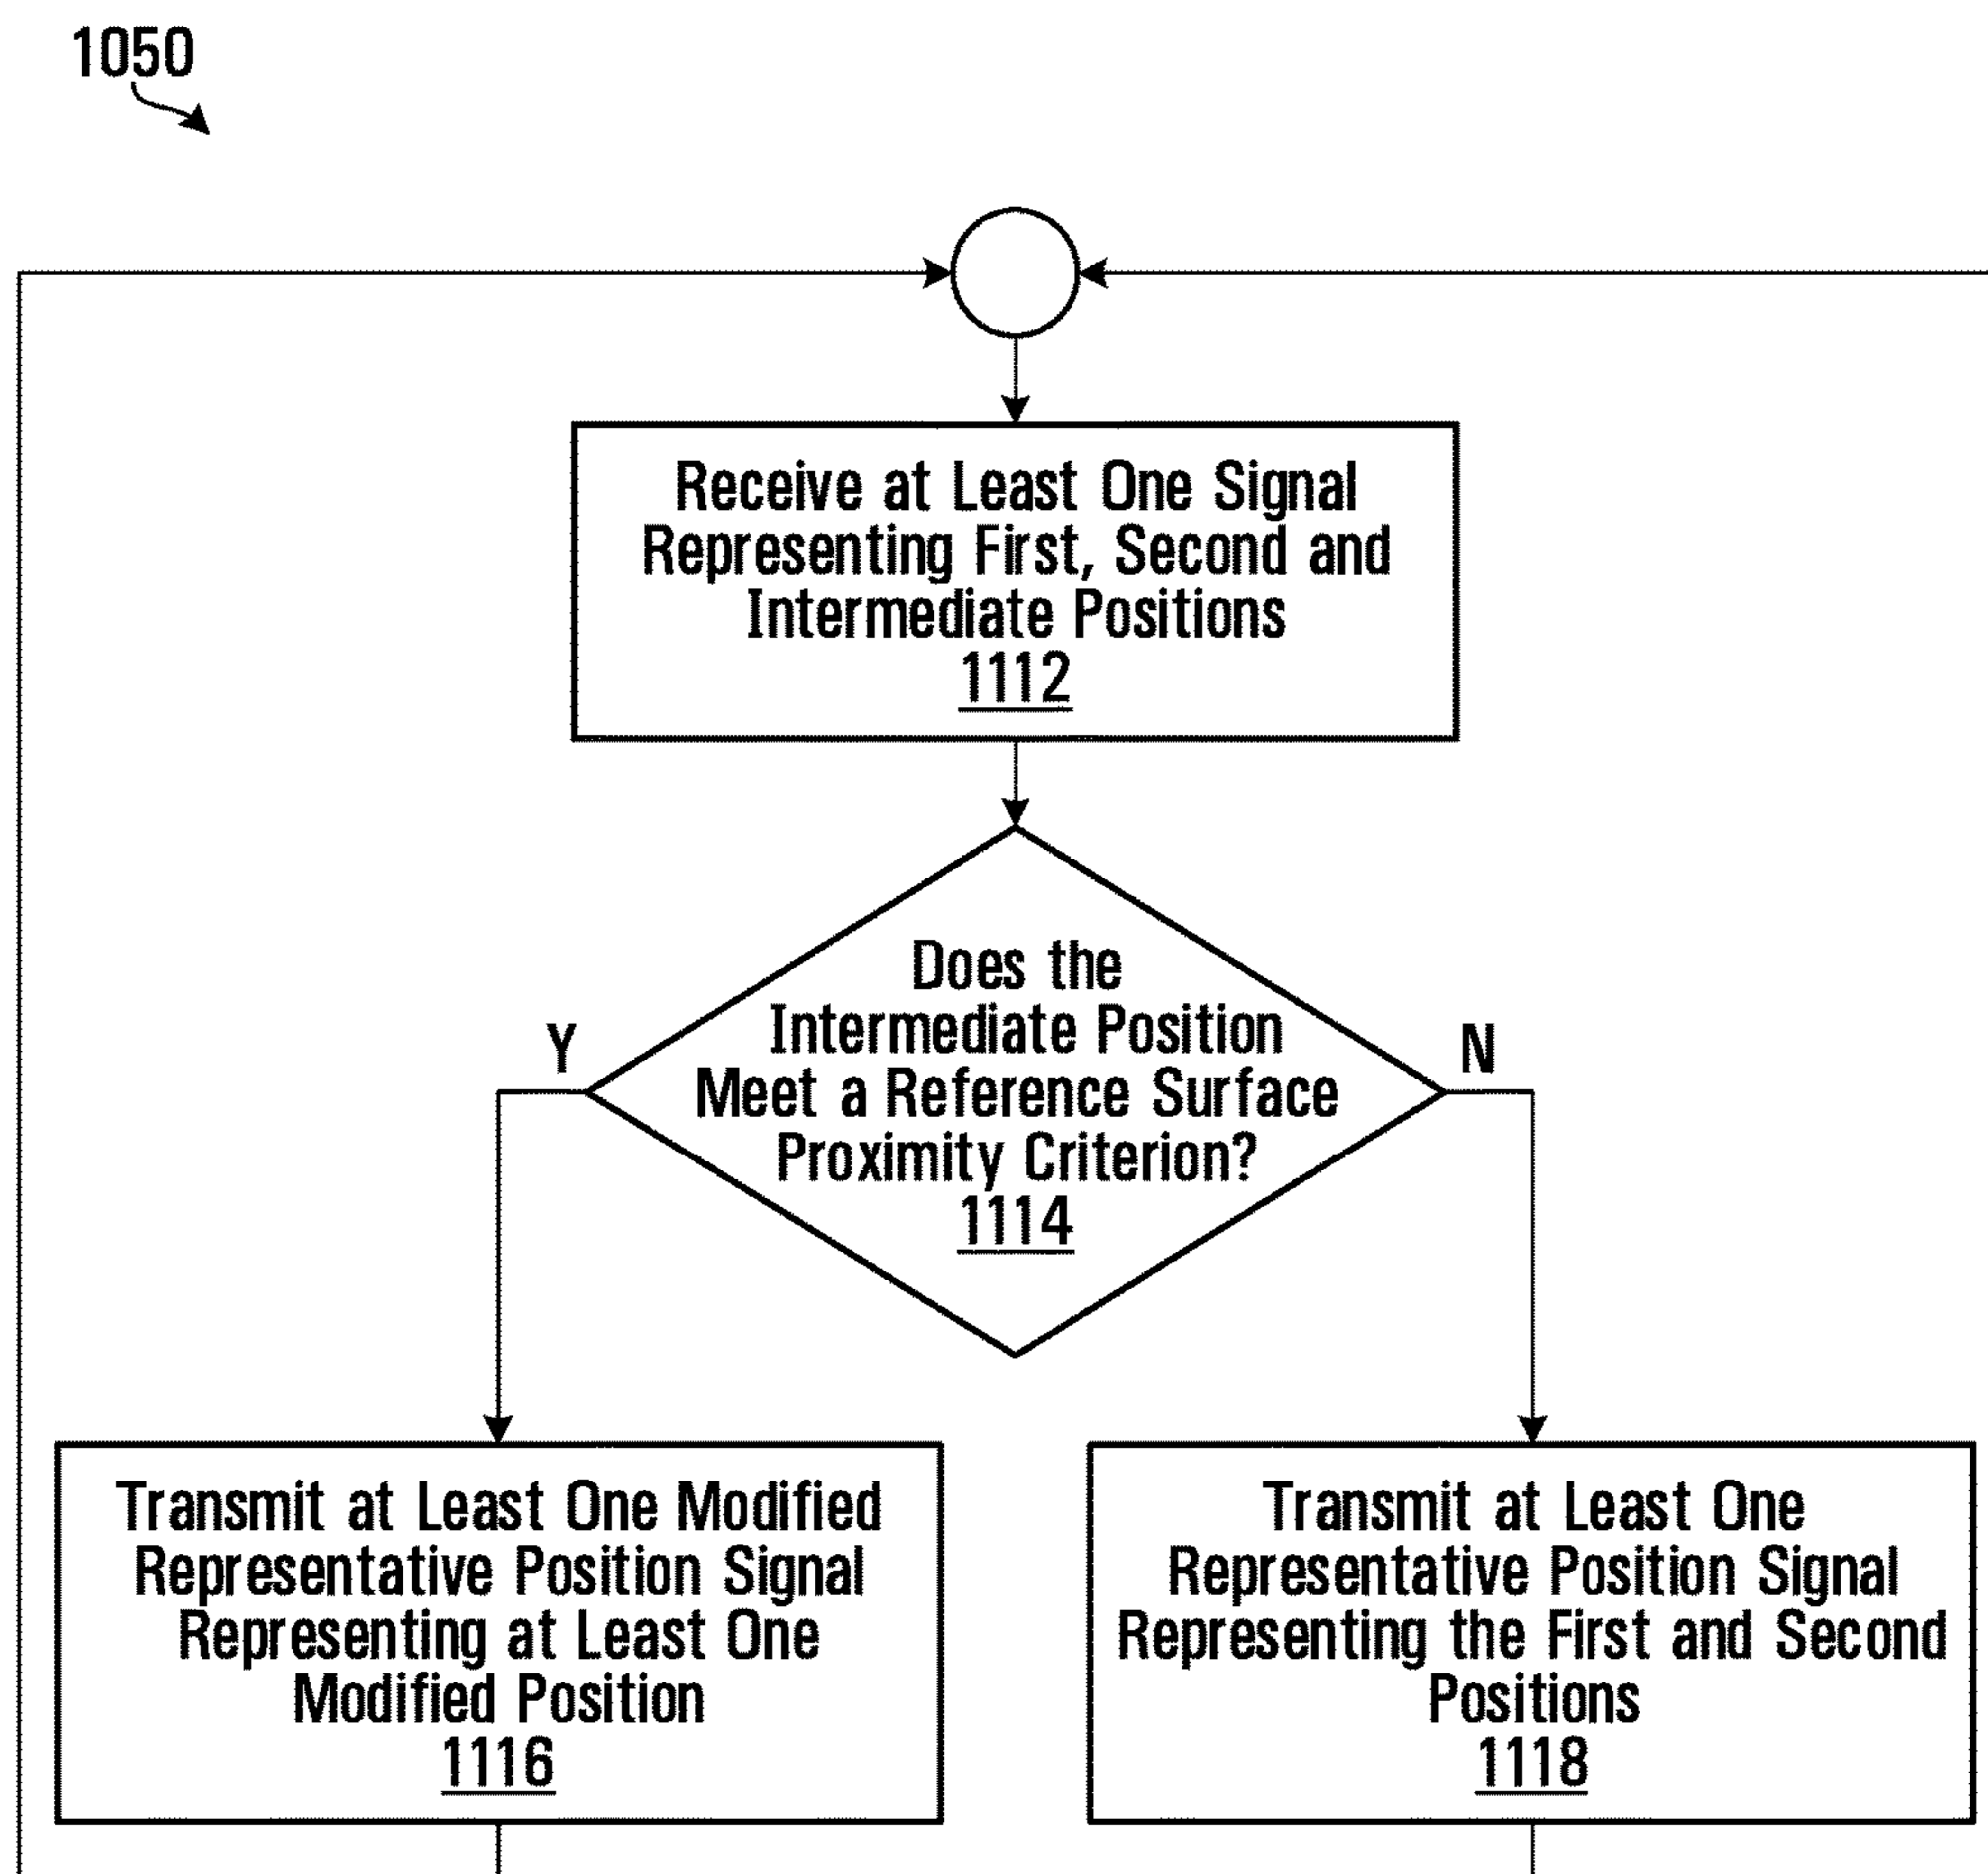 1050
Receive at Least One Signal
Representing First, Second and
Intermediate Positions
1112
Does the
Intermediate Position
Meet a Reference Surface
Proximity Criterion?
1114
Y
N
Transmit at Least One Modified
Representative Position Signal
Representing at Least One
Modified Position
1116
Transmit at Least One
Representative Position Signal
Representing the First and Second
Positions
1118